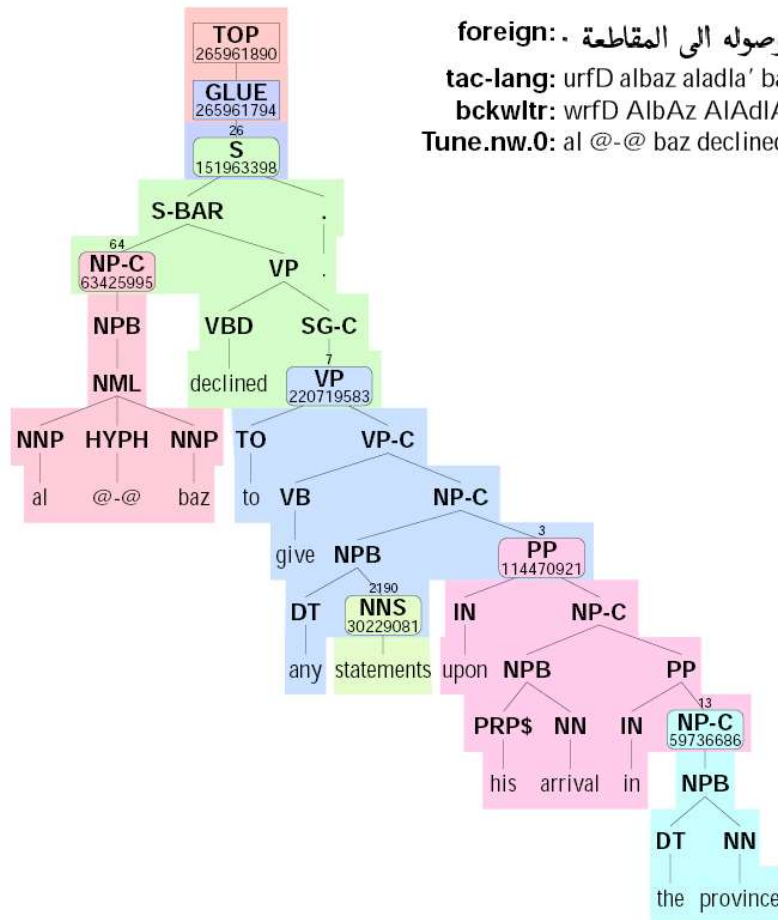 foreign: وصوله الى المقاطعة .
tac-lang: urfD albaz aladla' ba
bckwltr: wrfD AlbAz AlAdlA
Tune.nw.0: al @-@ baz declined
TOP
265961890
GLUE
265961794
26
S
151963398
S-BAR .
64
NP-C VP .
63425995
NPB VBD SG-C
7
NML declined VP
220719583
NNP HYPH NNP TO VP-C
al @-@ baz to VB NP-C
3
give NPB PP
114470921
2190
DT NNS IN NP-C
30229081
any statements upon NPB PP
13
PRP$ NN IN NP-C
59736686
his arrival in NPB
DT NN
the province